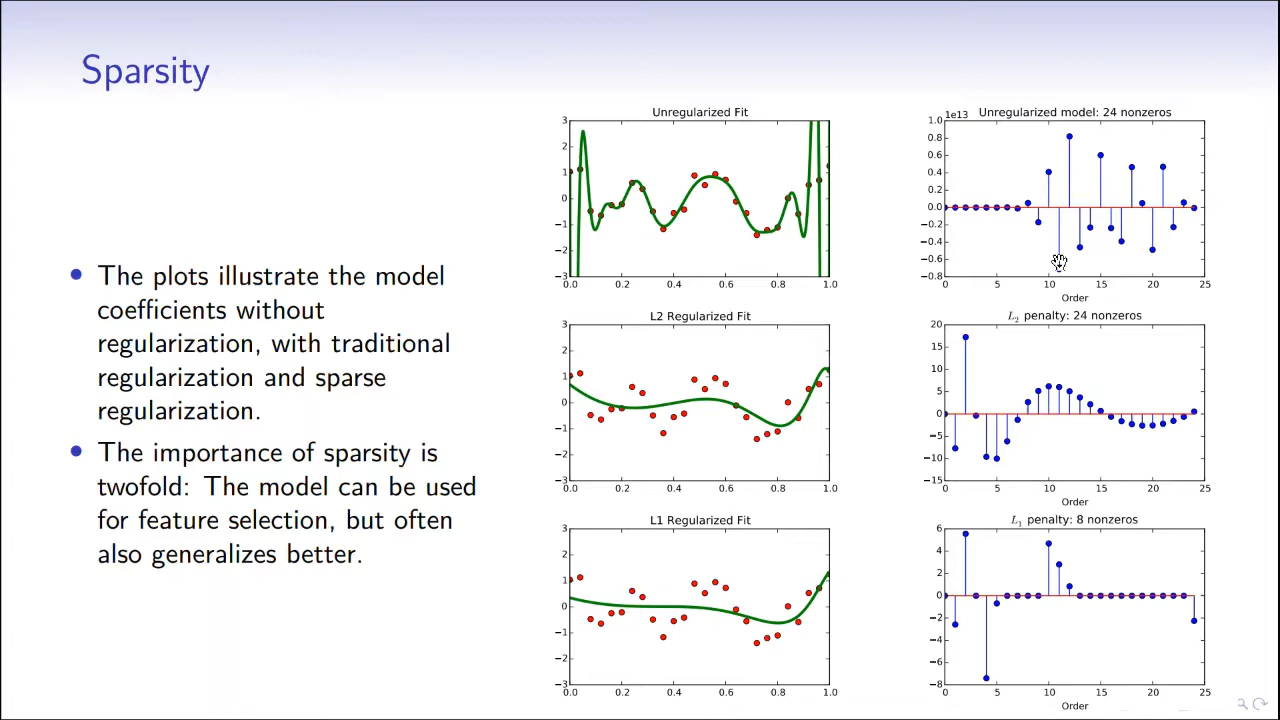 Sparsity
The plots illustrate the model
coefficients without
regularization, with traditional
regularization and sparse
regularization.
The importance of sparsity is
twofold: The model can be used
for feature selection, but often
also generalizes better.
Unregularized Fit
3
2
1
0
−1
−2
−3
0.0 0.2 0.4 0.6 0.8 1.0
1e13 Unregularized model: 24 nonzeros
1.0
0.8
0.6
0.4
0.2
0.0
−0.2
−0.4
−0.6
−0.8
0 5 10 15 20 25
Order
L2 Regularized Fit
3
2
1
0
−1
−2
−3
0.0 0.2 0.4 0.6 0.8 1.0
L2 penalty: 24 nonzeros
20
15
10
5
0
−5
−10
−15
0 5 10 15 20 25
Order
L1 Regularized Fit
3
2
1
0
−1
−2
−3
0.0 0.2 0.4 0.6 0.8 1.0
L1 penalty: 8 nonzeros
6
4
2
0
−2
−4
−6
−8
0 5 10 15 20 25
Order